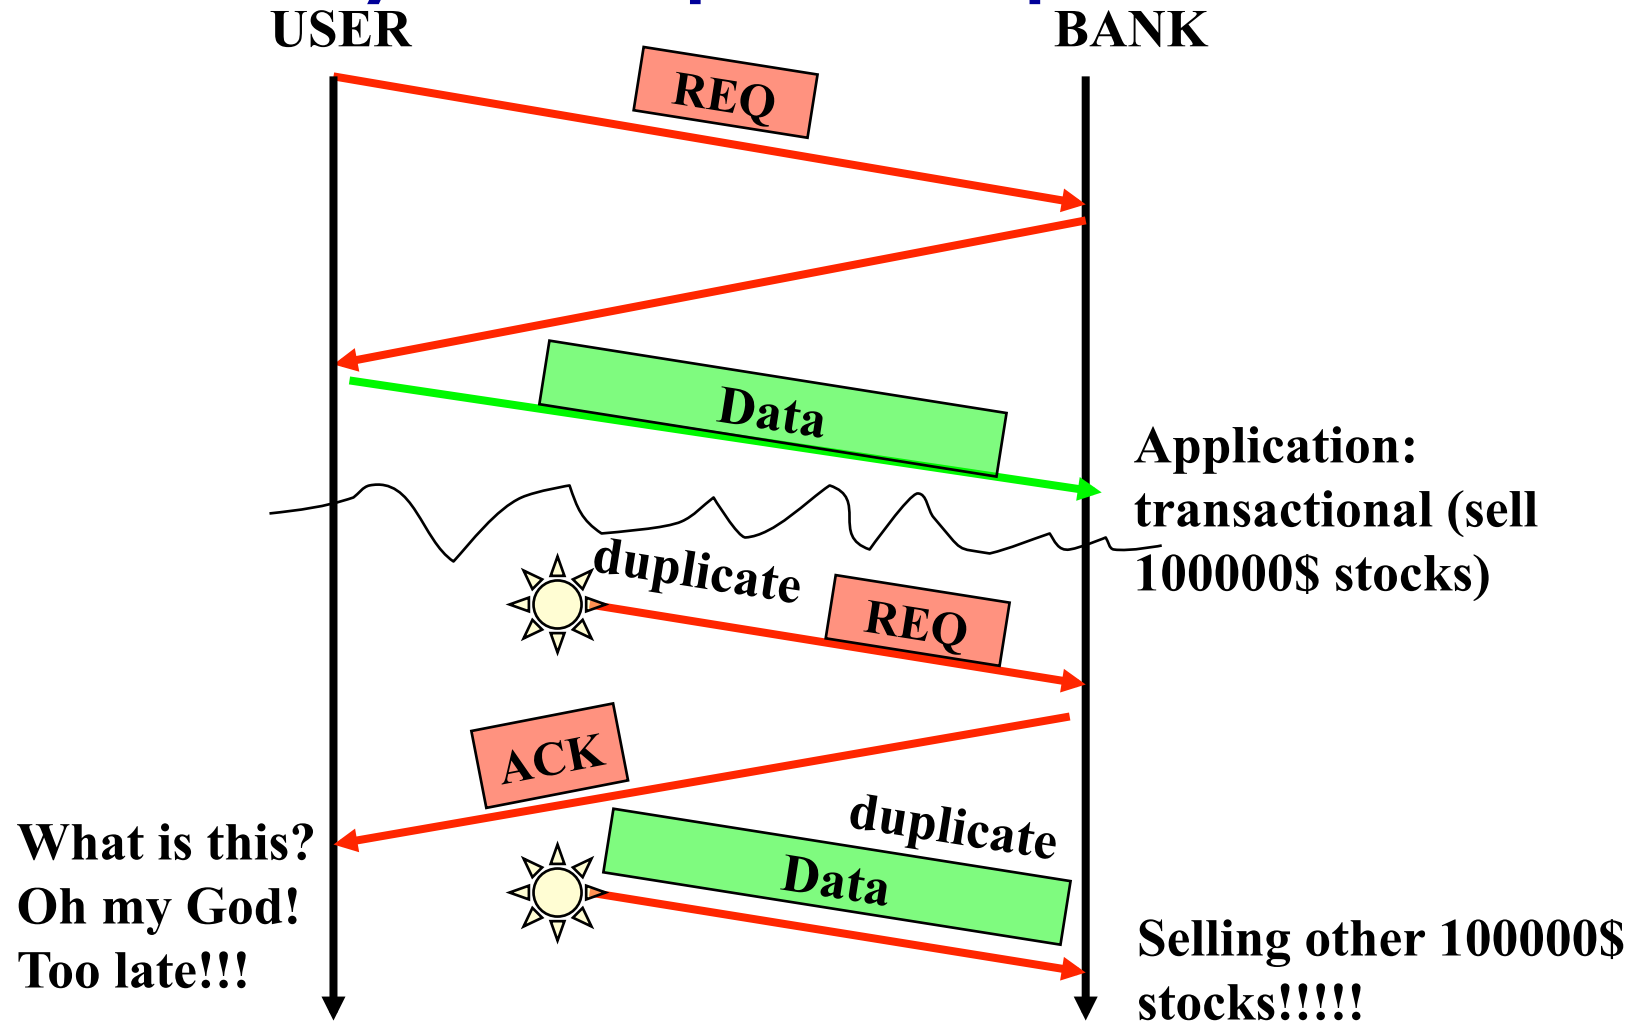 USER
BANK
REQ
Data
Application:
transactional (sell
100000$ stocks)
duplicate
REQ
ACK
duplicate
Data
What is this?
Oh my God!
Too late!!!
Selling other 100000$
stocks!!!!!